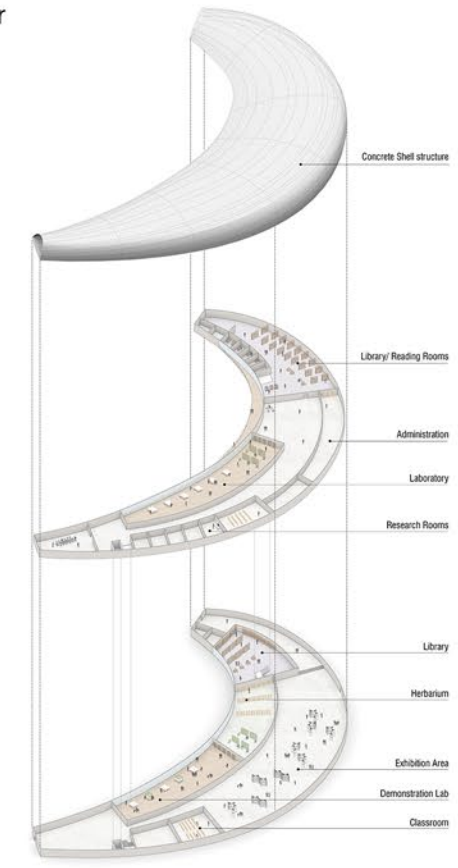 r
Concrete Shell structure
Library/ Reading Rooms
Administration
Laboratory
Research Rooms
Library
Herbarium
Exhibition Area
Demonstration Lab
Classroom